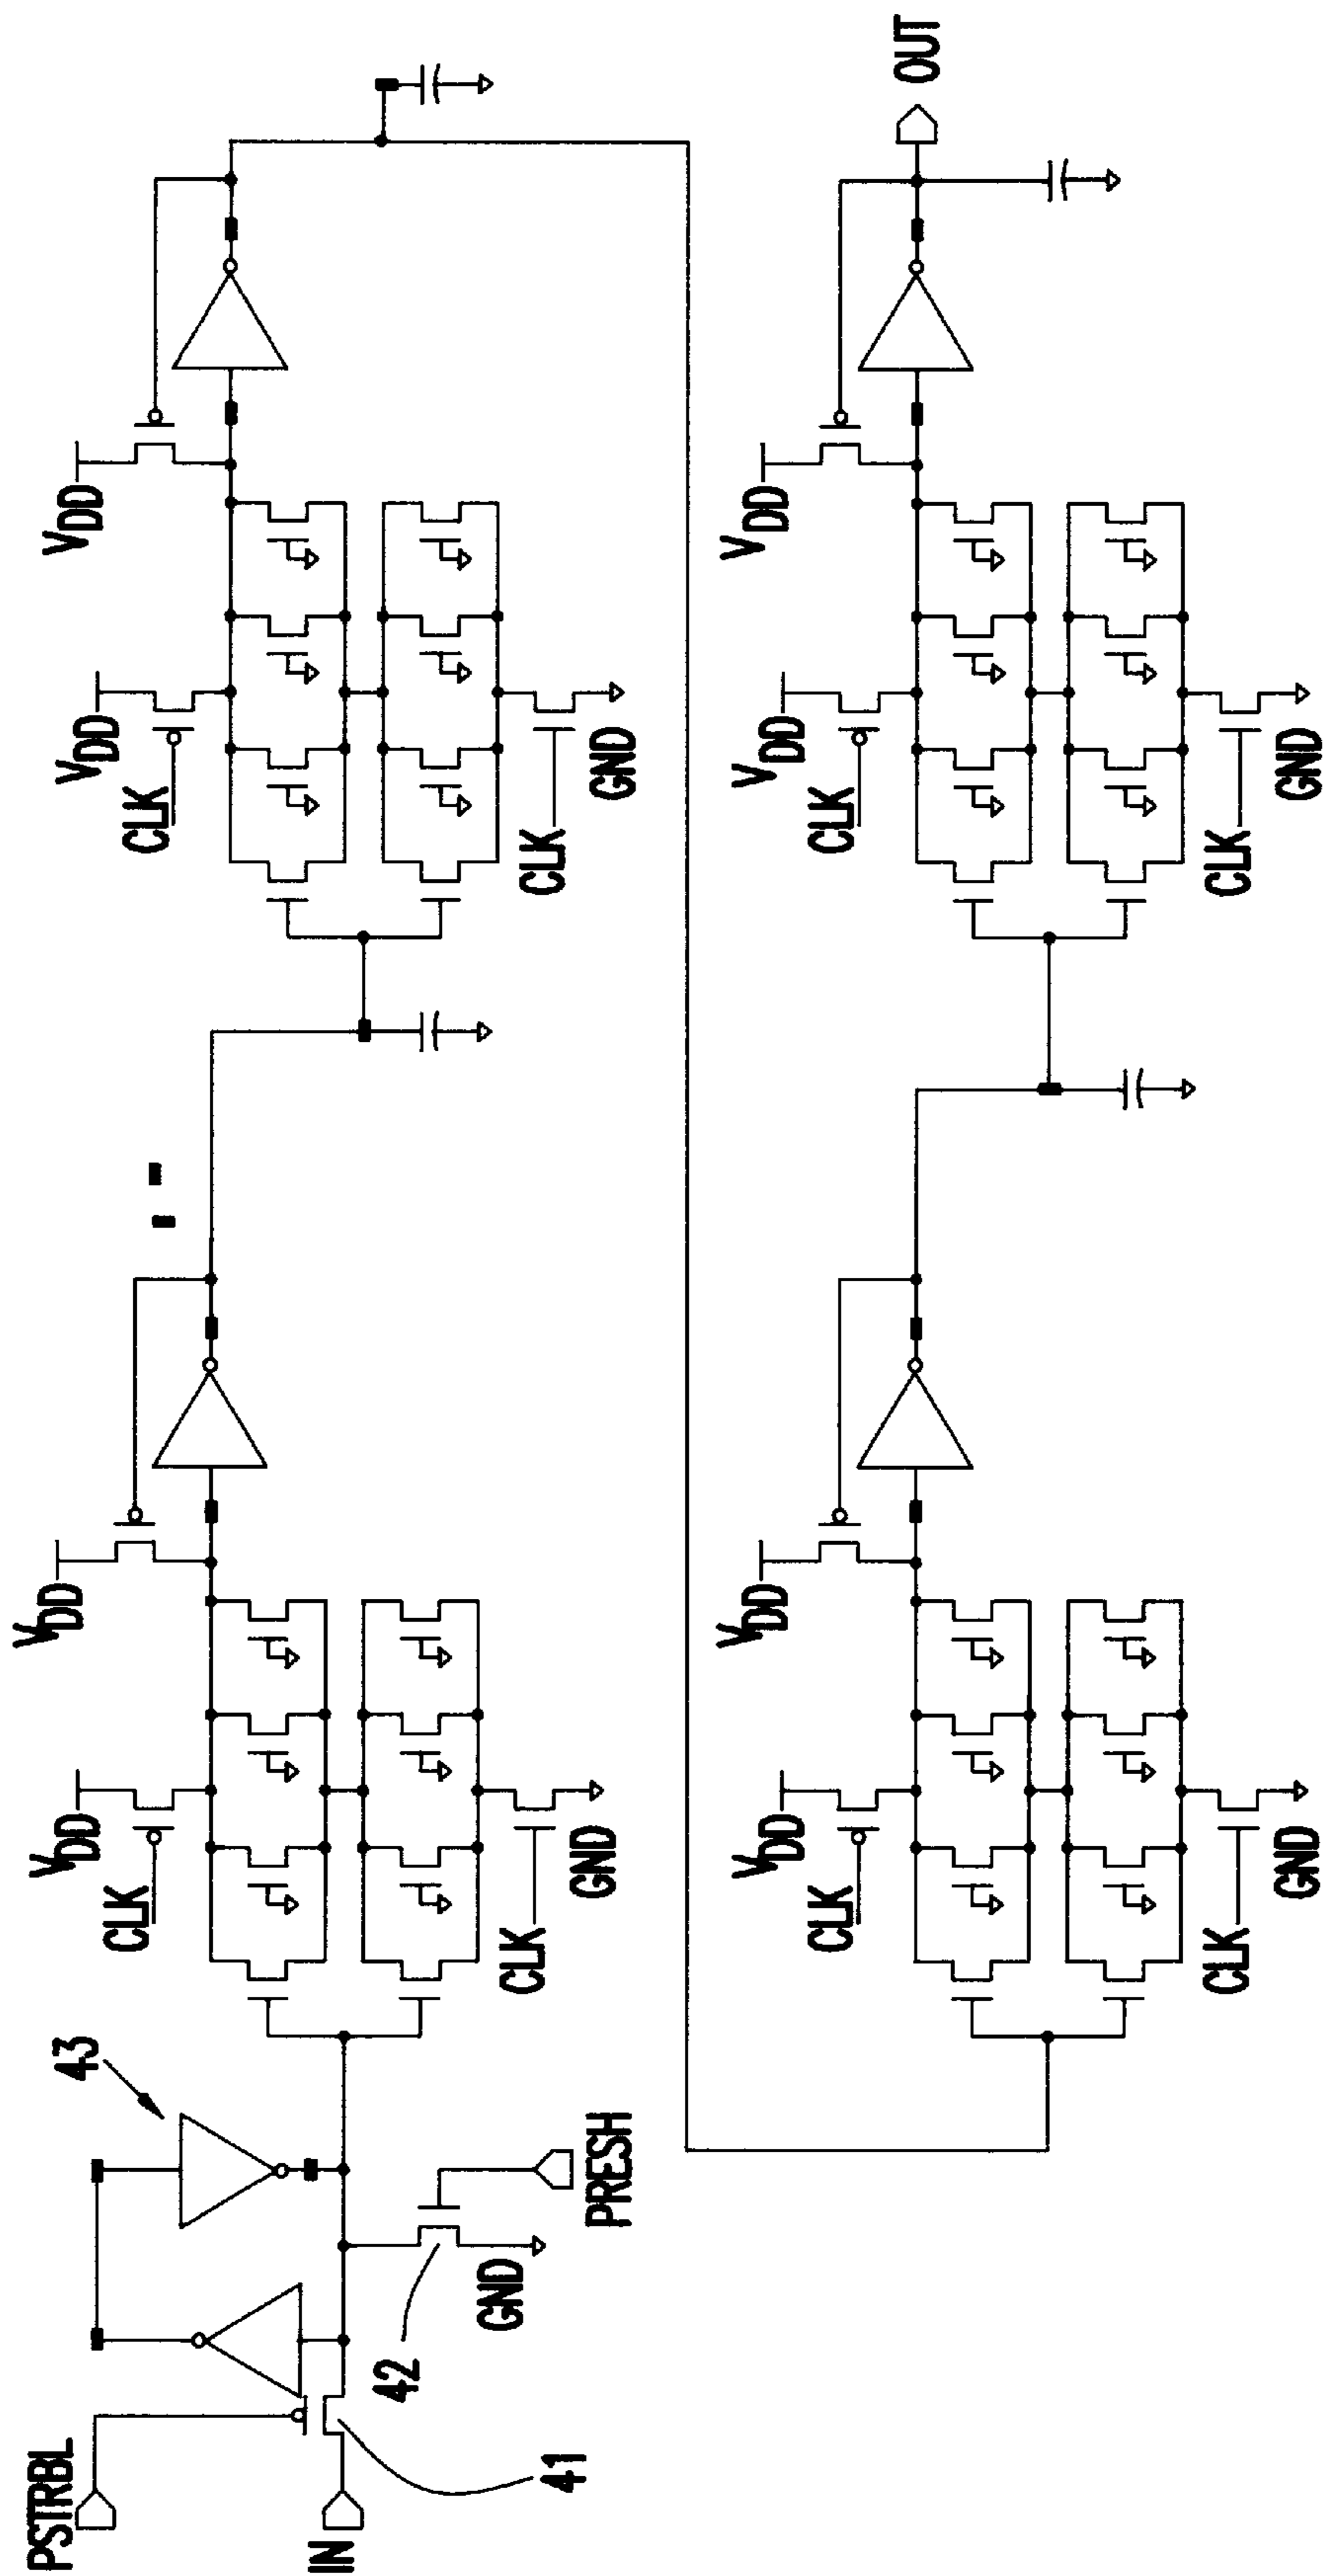 PSTRBL
IN
41
42
43
GND
PRESH
VDD
VDD
CLK
CLK
GND
VDD
VDD
CLK
CLK
GND
VDD
VDD
CLK
CLK
GND
VDD
VDD
CLK
CLK
GND
OUT